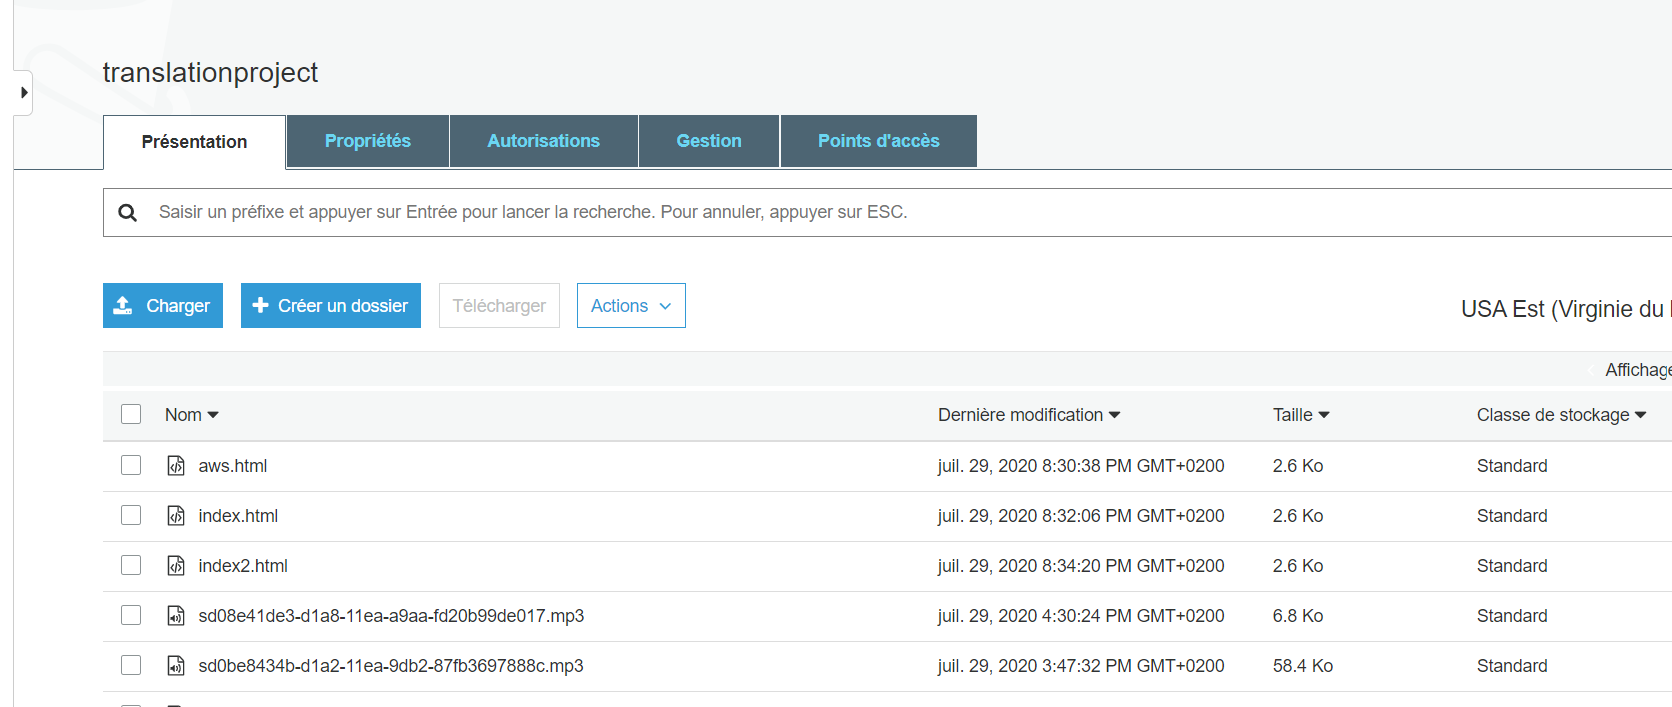 translationproject
Présentation Propriétés Autorisations Gestion Points d'accès
Saisir un préfixe et appuyer sur Entrée pour lancer la recherche. Pour annuler, appuyer sur ESC.
Charger Créer un dossier Télécharger Actions USA Est (Virginie du
Affichage
Nom Dernière modification Taille Classe de stockage
aws.html juil. 29, 2020 8:30:38 PM GMT+0200 2.6 Ko Standard
index.html juil. 29, 2020 8:32:06 PM GMT+0200 2.6 Ko Standard
index2.html juil. 29, 2020 8:34:20 PM GMT+0200 2.6 Ko Standard
sd08e41de3-d1a8-11ea-a9aa-fd20b99de017.mp3 juil. 29, 2020 4:30:24 PM GMT+0200 6.8 Ko Standard
sd0be8434b-d1a2-11ea-9db2-87fb3697888c.mp3 juil. 29, 2020 3:47:32 PM GMT+0200 58.4 Ko Standard